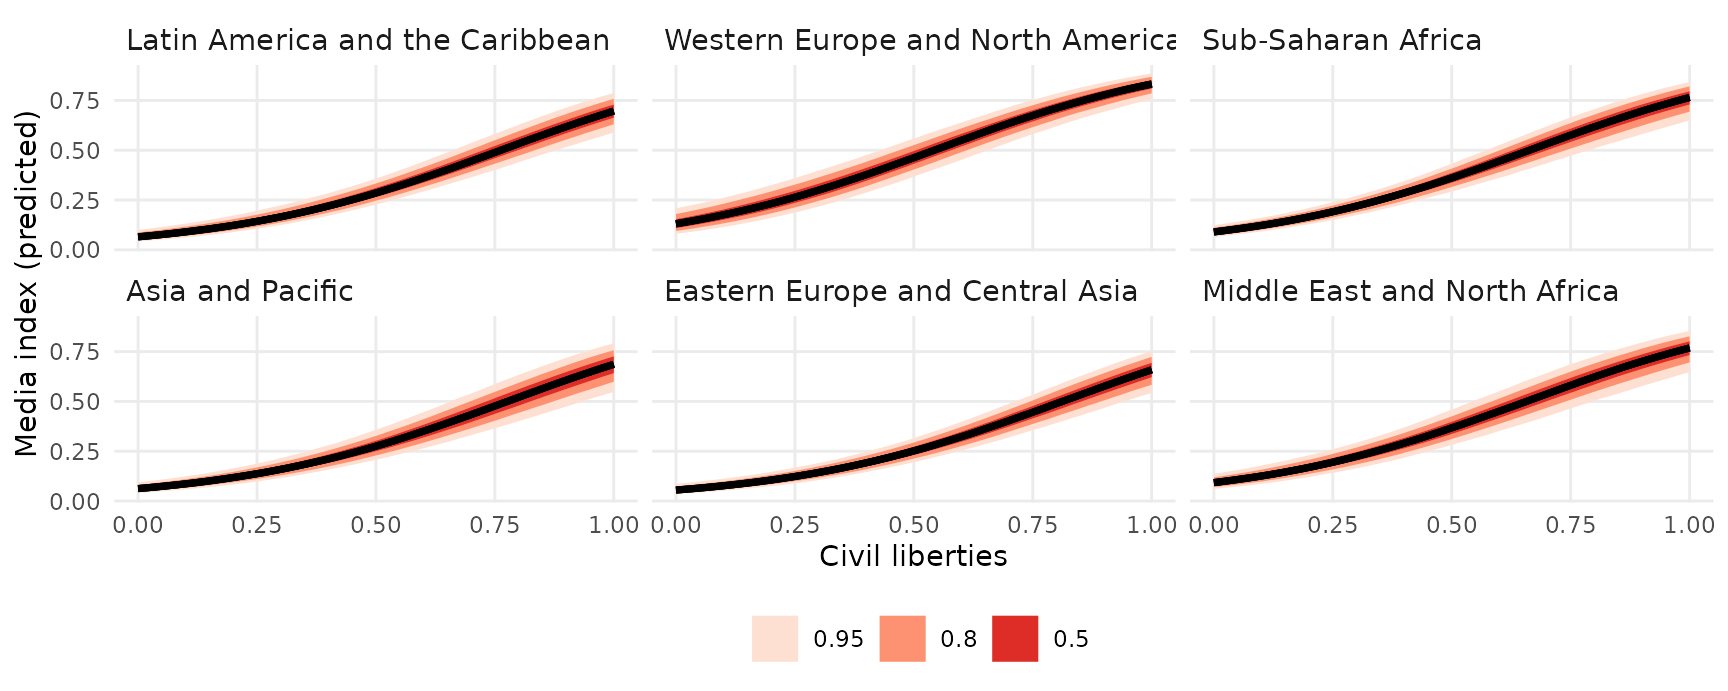 Latin America and the Caribbean
Western Europe and North America
Sub-Saharan Africa
Media index (predicted)
0.75
0.50
0.25
0.00
Asia and Pacific
Eastern Europe and Central Asia
Middle East and North Africa
0.75
0.50
0.25
0.00
0.00 0.25 0.50 0.75 1.00
0.00 0.25 0.50 0.75 1.00
0.00 0.25 0.50 0.75 1.00
Civil liberties
0.95 0.8 0.5